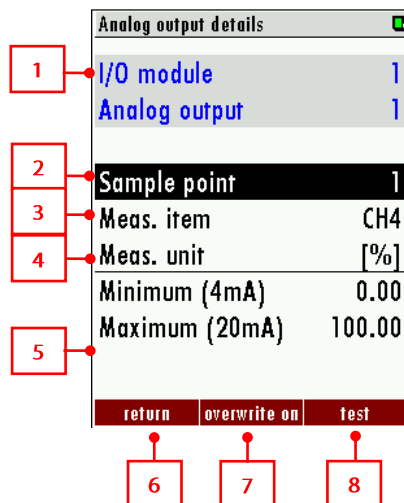 Analog output details
1
I/O module 1
Analog output 1
2
Sample point 1
3
Meas. item CH4
4
Meas. unit [%]
Minimum (4mA) 0.00
Maximum (20mA) 100.00
5
return overwrite on test
6 7 8